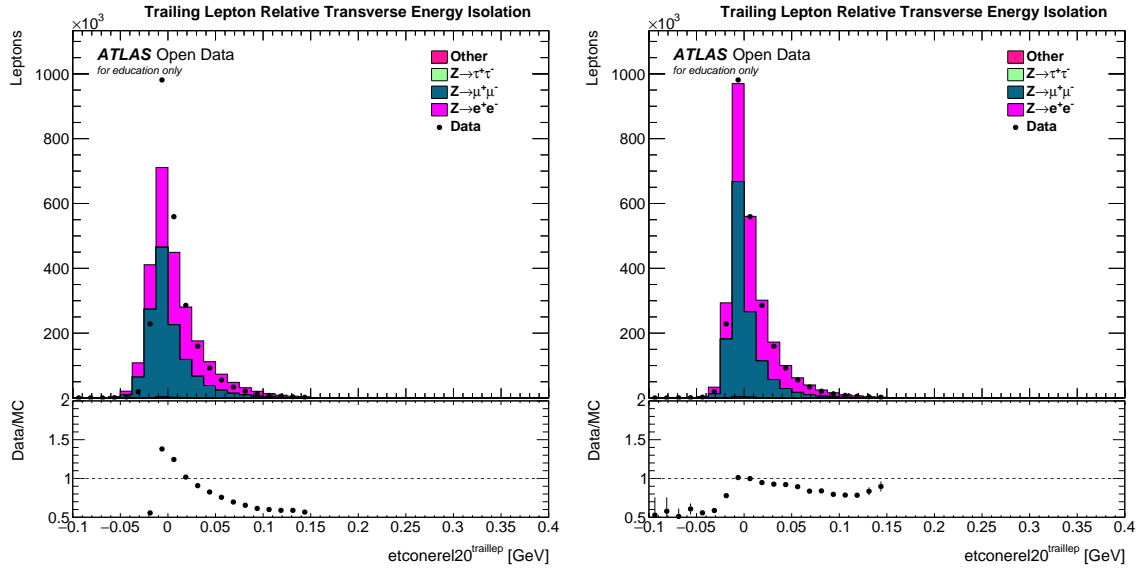 Trailing Lepton Relative Transverse Energy Isolation
×10³
Leptons
ATLAS Open Data
for education only
Other
Z→τ⁺τ⁻
Z→μ⁺μ⁻
Z→e⁺e⁻
Data
1000
800
600
400
200
0
Data/MC
2
1.5
1
0.5
−0.1 −0.05 0 0.05 0.1 0.15 0.2 0.25 0.3 0.35 0.4
etconerel20^traillep [GeV]
Trailing Lepton Relative Transverse Energy Isolation
×10³
Leptons
ATLAS Open Data
for education only
Other
Z→τ⁺τ⁻
Z→μ⁺μ⁻
Z→e⁺e⁻
Data
1000
800
600
400
200
0
Data/MC
2
1.5
1
0.5
−0.1 −0.05 0 0.05 0.1 0.15 0.2 0.25 0.3 0.35 0.4
etconerel20^traillep [GeV]